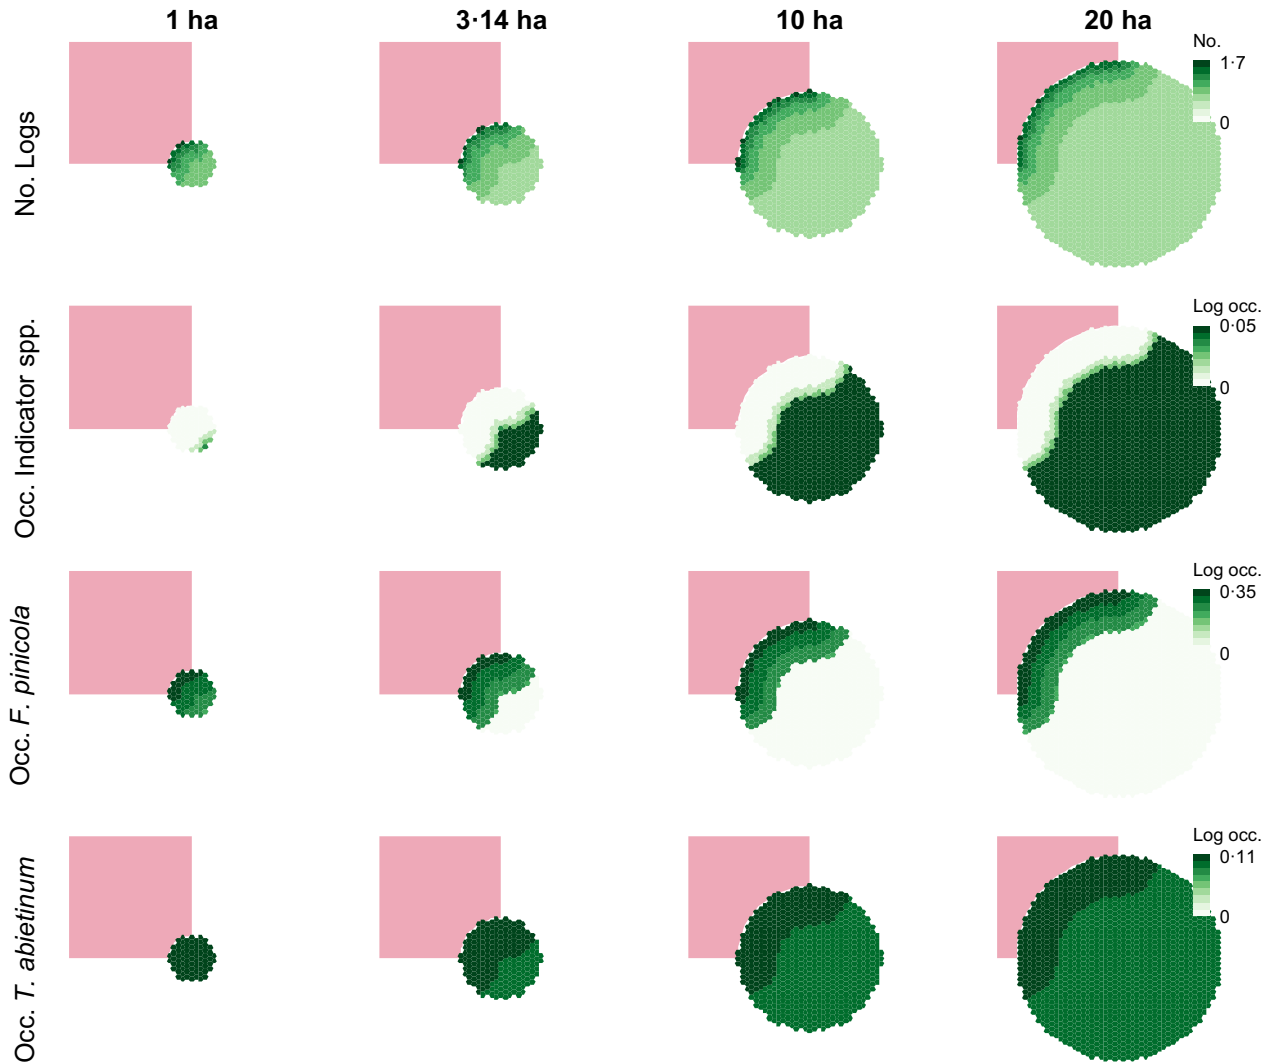 1 ha
3·14 ha
10 ha
20 ha
No. Logs
No.
1·7
0
Occ. Indicator spp.
Log occ.
0·05
0
Occ. F. pinicola
Log occ.
0·35
0
Occ. T. abietinum
Log occ.
0·11
0